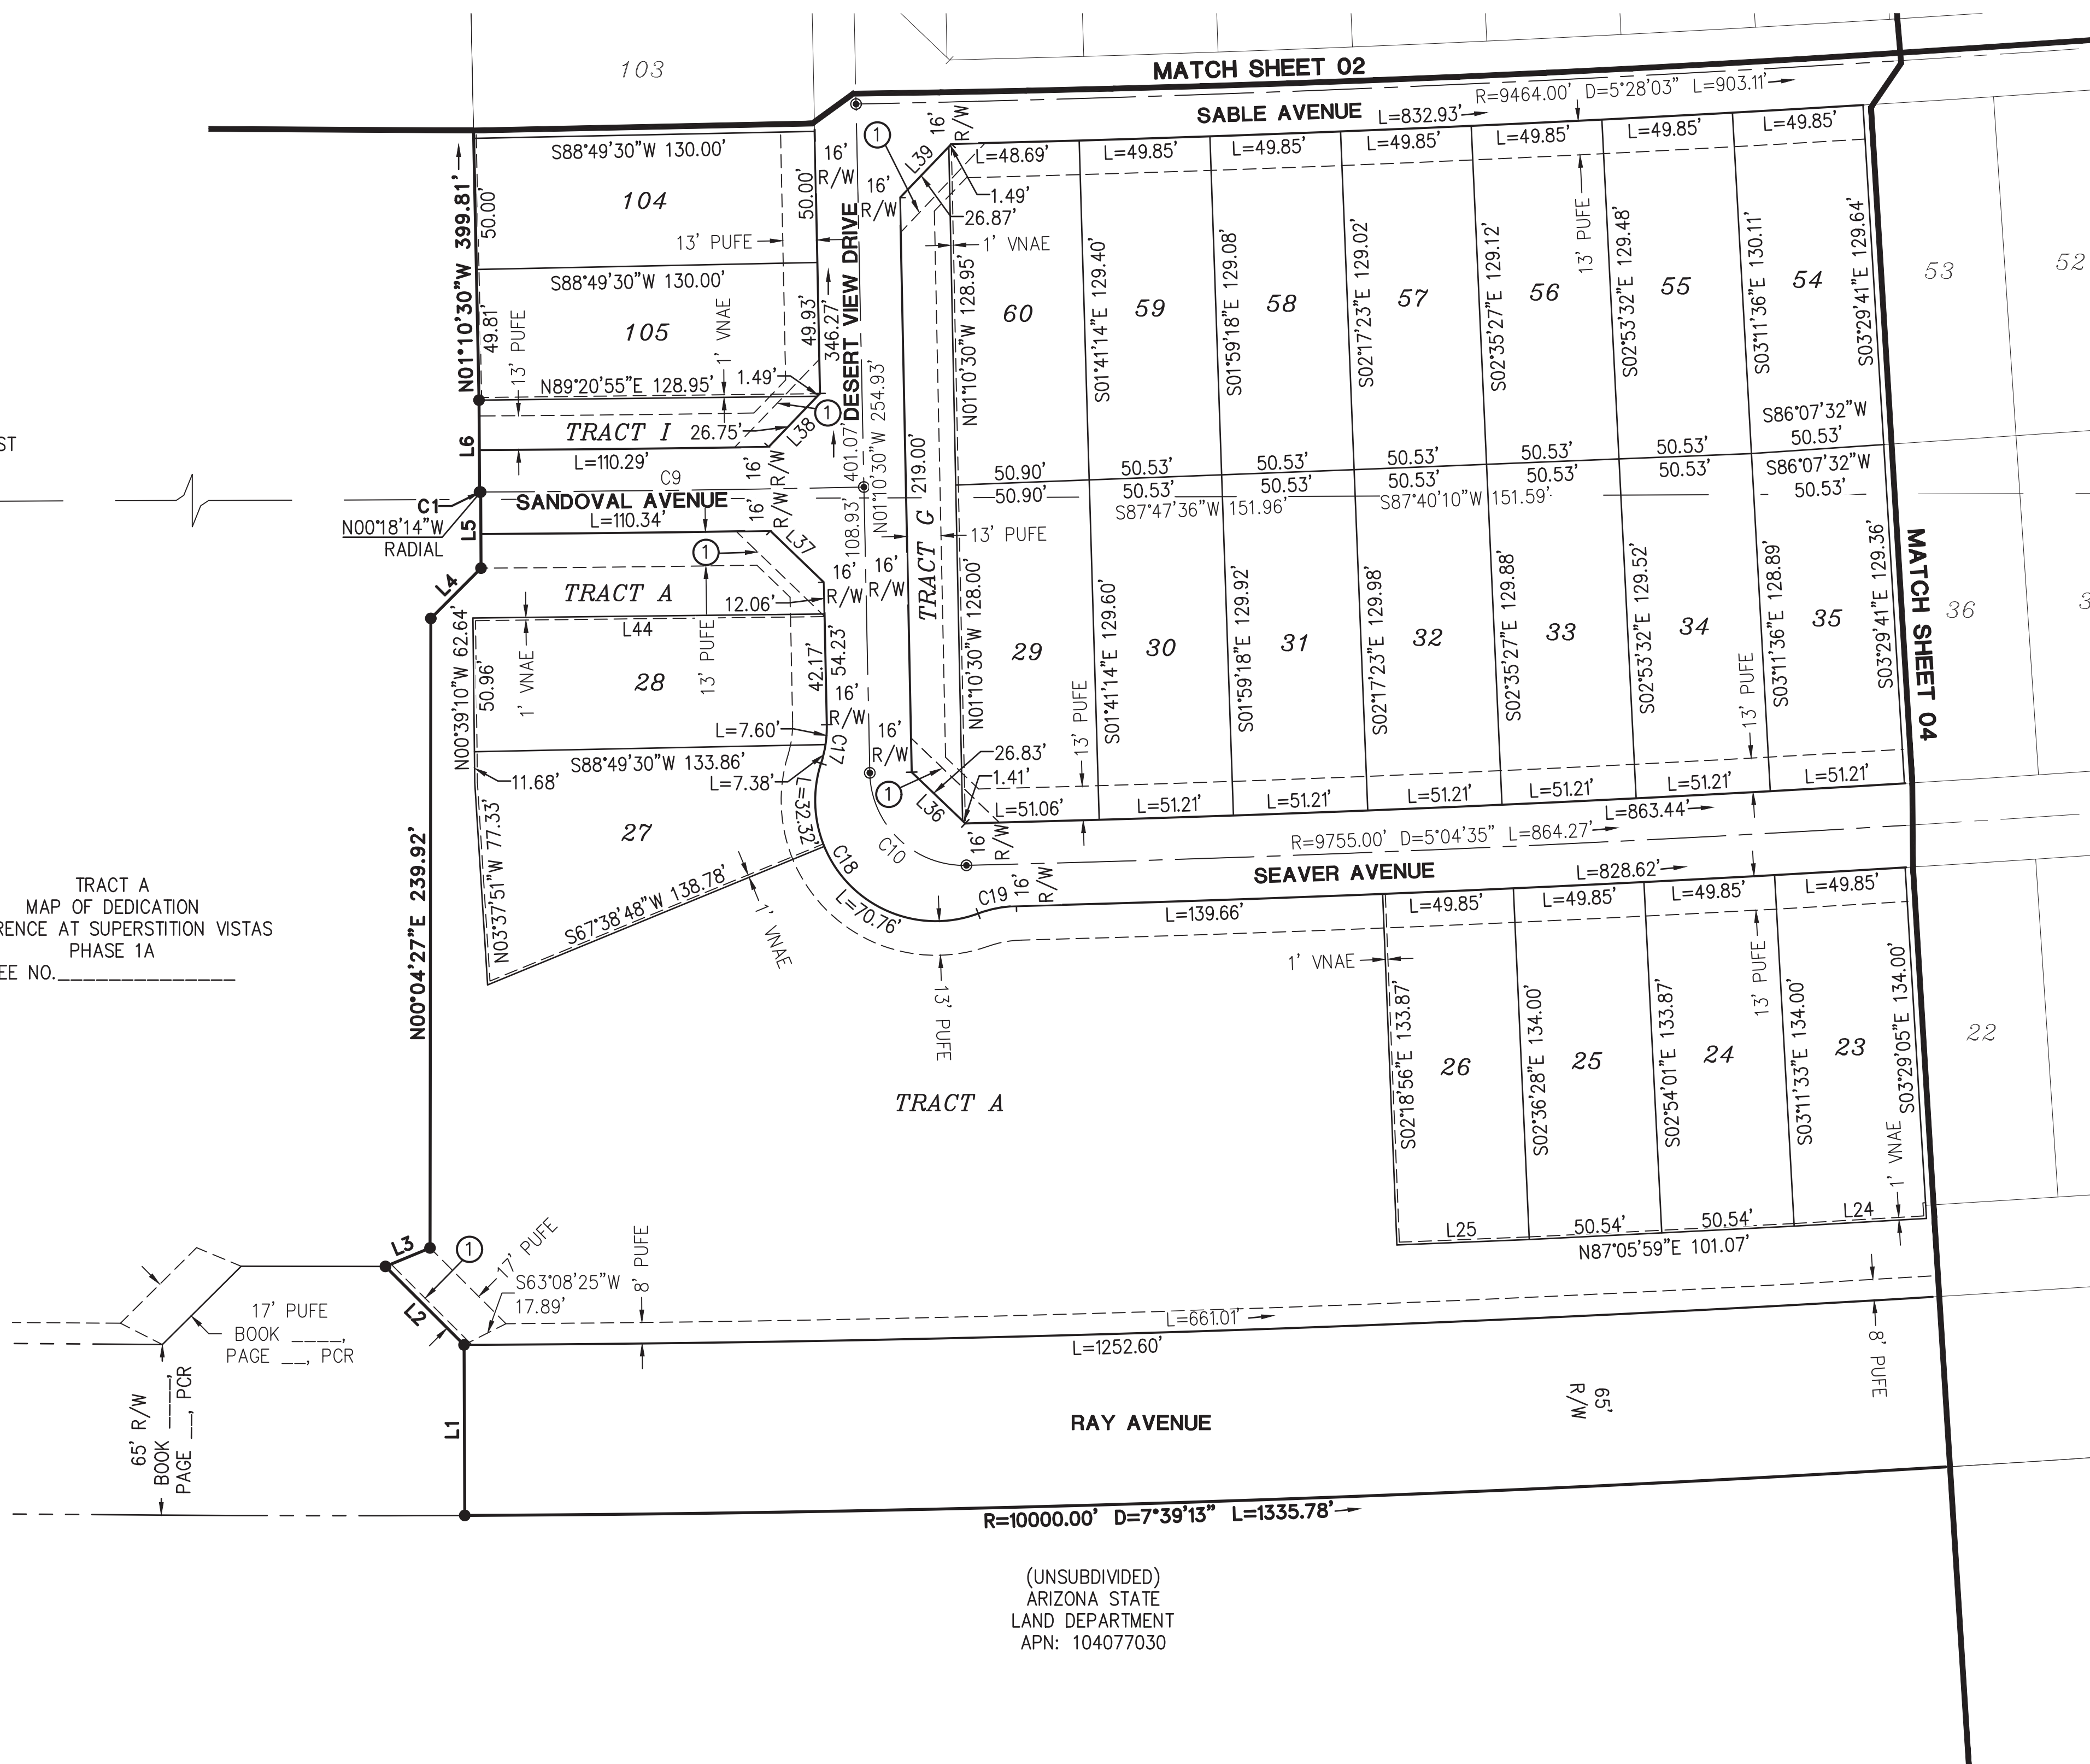 103
MATCH SHEET 02
R=9464.00' D=5°28'03" L=903.11'
SABLE AVENUE
L=832.93'
S88°49'30"W 130.00'
104
50.00'
50.00'
N01°10'30"W 399.81'
13' PUFE
16'
R/W
16'
R/W
16'
R/W
1
L39
1.49'
26.87'
1' VNAE
L=48.69'
L=49.85'
L=49.85'
L=49.85'
L=49.85'
L=49.85'
L=49.85'
S88°49'30"W 130.00'
105
49.81'
49.93'
13' PUFE
1' VNAE
346.27'
DESERT VIEW DRIVE
N89°20'55"E 128.95'
1.49'
1
TRACT I
26.75'
L38
L6
L=110.29'
16'
R/W
C9
SANDOVAL AVENUE
C1
N00°18'14"W
RADIAL
L5
L=110.34'
16'
R/W
L37
1
401.07'
108.93'
N01°10'30"W 254.93'
219.00'
TRACT G
13' PUFE
N01°10'30"W 128.95'
60
S01°41'14"E 129.40'
59
S01°59'18"E 129.08'
58
S02°17'23"E 129.02'
57
S02°35'27"E 129.12'
56
13' PUFE
S02°53'32"E 129.48'
55
S03°11'36"E 130.11'
54
S03°29'41"E 129.64'
53
52
S86°07'32"W
50.53'
50.90'
50.53'
50.53'
50.53'
50.53'
50.53'
50.90'
50.53'
50.53'
50.53'
50.53'
50.53'
S86°07'32"W
50.53'
S87°47'36"W 151.96'
S87°40'10"W 151.59'
ST
L4
TRACT A
12.06'
16'
R/W
16'
R/W
L44
N00°39'10"W 62.64'
50.96'
1' VNAE
28
13' PUFE
42.17'
54.23'
16'
R/W
L=7.60'
C17
S88°49'30"W 133.86'
L=7.38'
11.68'
16'
R/W
26.83'
1.41'
1
L36
N01°10'30"W 128.00'
29
13' PUFE
S01°41'14"E 129.60'
30
S01°59'18"E 129.92'
31
S02°17'23"E 129.98'
32
S02°35'27"E 129.88'
33
S02°53'32"E 129.52'
34
13' PUFE
S03°11'36"E 128.89'
35
S03°29'41"E 129.36'
36
3
MATCH SHEET 04
L=51.06'
L=51.21'
L=51.21'
L=51.21'
L=51.21'
L=51.21'
L=51.21'
L=863.44'
16'
R/W
R=9755.00' D=5°04'35" L=864.27'
SEAVER AVENUE
L=828.62'
27
L=32.32'
C18
C10
N03°37'51"W 77.33'
S67°38'48"W 138.78'
1' VNAE
L=70.76'
C19
16'
R/W
L=139.66'
13' PUFE
N00°04'27"E 239.92'
TRACT A
MAP OF DEDICATION
RENCE AT SUPERSTITION VISTAS
PHASE 1A
EE NO.______________
L=49.85'
L=49.85'
L=49.85'
L=49.85'
1' VNAE
S02°18'56"E 133.87'
26
S02°36'28"E 134.00'
25
S02°54'01"E 133.87'
24
13' PUFE
S03°11'33"E 134.00'
23
S03°29'05"E 134.00'
1' VNAE
22
TRACT A
L25
50.54'
50.54'
L24
N87°05'59"E 101.07'
L3
1
17' PUFE
S63°08'25"W
17.89'
8' PUFE
L2
17' PUFE
BOOK ____,
PAGE __, PCR
L=661.01'
L=1252.60'
8' PUFE
65' R/W
BOOK ____,
PAGE __, PCR
L1
RAY AVENUE
65'
R/W
R=10000.00' D=7°39'13" L=1335.78'
(UNSUBDIVIDED)
ARIZONA STATE
LAND DEPARTMENT
APN: 104077030